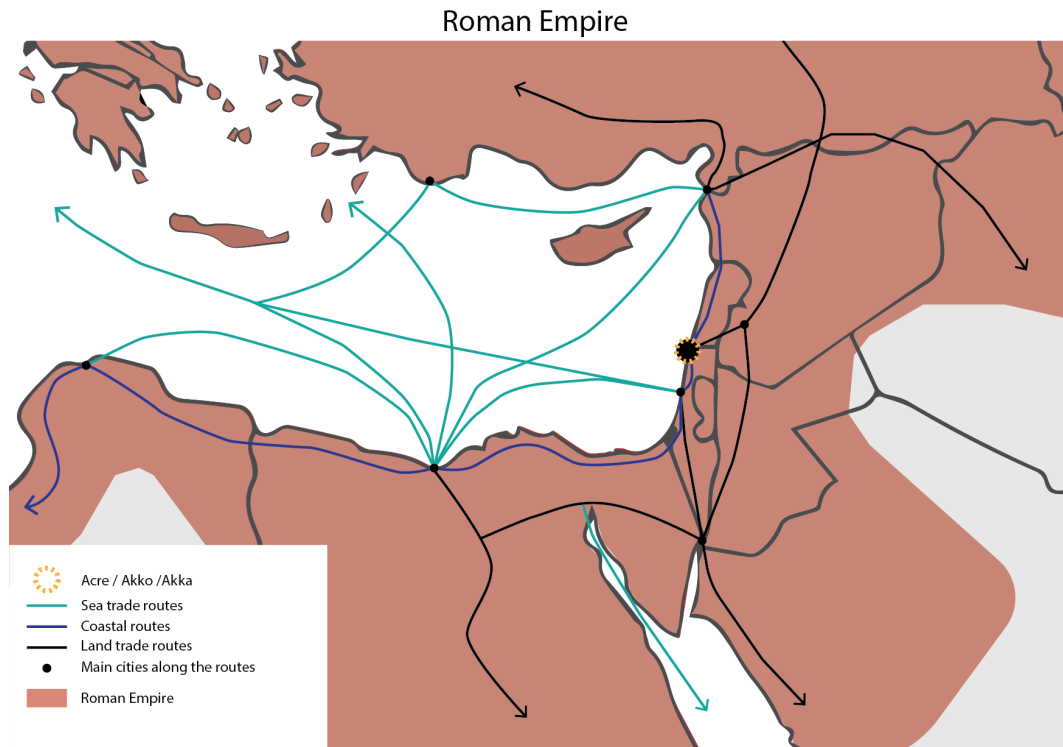 Roman Empire
Acre / Akko /Akka
Sea trade routes
Coastal routes
Land trade routes
Main cities along the routes
Roman Empire